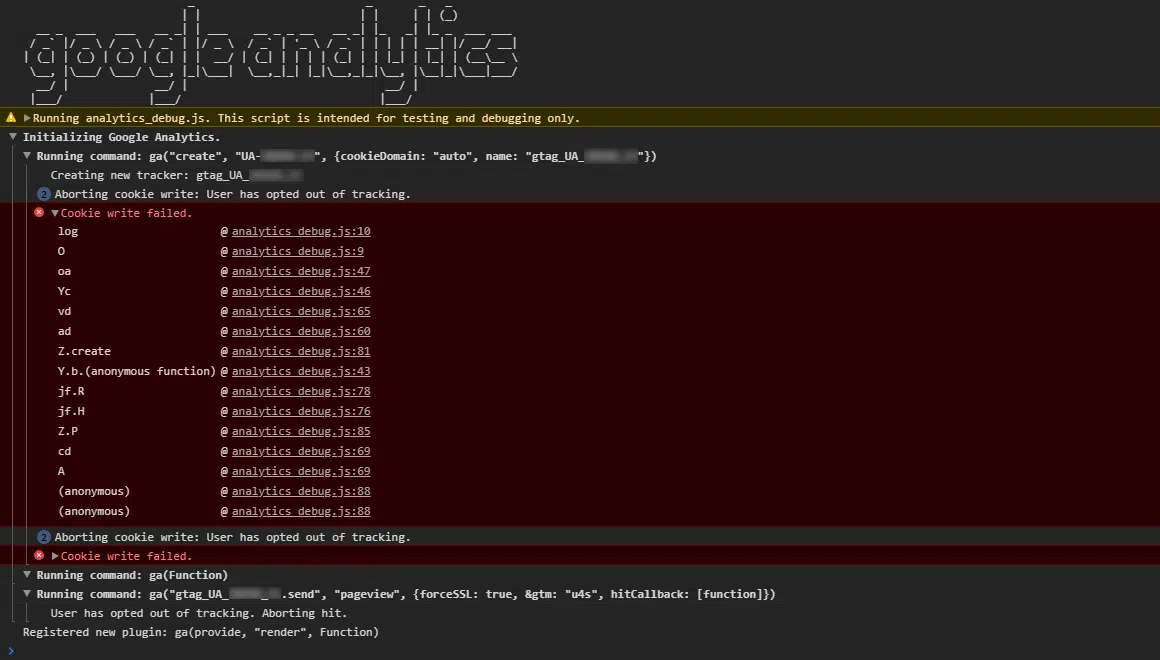 googleanalytics
Running analytics_debug.js. This script is intended for testing and debugging only.
Initializing Google Analytics.
Running command: ga("create", "UA-", {cookieDomain: "auto", name: "gtag_UA_"})
Creating new tracker: gtag_UA_
2 Aborting cookie write: User has opted out of tracking.
Cookie write failed.
log @ analytics_debug.js:10
O @ analytics_debug.js:9
oa @ analytics_debug.js:47
Yc @ analytics_debug.js:46
vd @ analytics_debug.js:65
ad @ analytics_debug.js:60
Z.create @ analytics_debug.js:81
Y.b.(anonymous function) @ analytics_debug.js:43
jf.R @ analytics_debug.js:78
jf.H @ analytics_debug.js:76
Z.P @ analytics_debug.js:85
cd @ analytics_debug.js:69
A @ analytics_debug.js:69
(anonymous) @ analytics_debug.js:88
(anonymous) @ analytics_debug.js:88
2 Aborting cookie write: User has opted out of tracking.
Cookie write failed.
Running command: ga(Function)
Running command: ga("gtag_UA_.send", "pageview", {forceSSL: true, &gtm: "u4s", hitCallback: [function]})
User has opted out of tracking. Aborting hit.
Registered new plugin: ga(provide, "render", Function)